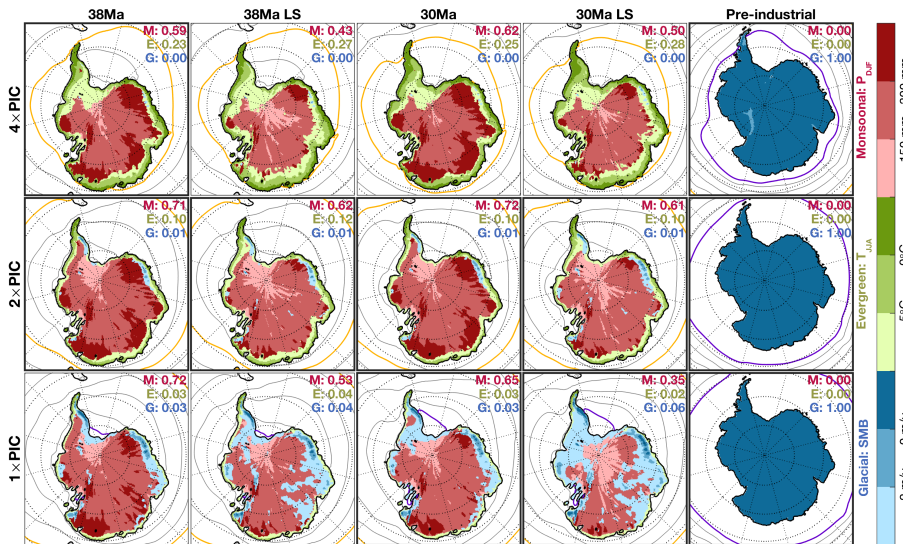 38Ma 38Ma LS 30Ma 30Ma LS Pre-industrial
4×PIC
M: 0.59
E: 0.23
G: 0.00
M: 0.43
E: 0.27
G: 0.00
M: 0.62
E: 0.25
G: 0.00
M: 0.50
E: 0.28
G: 0.00
M: 0.00
E: 0.00
G: 1.00
2×PIC
M: 0.71
E: 0.10
G: 0.01
M: 0.62
E: 0.12
G: 0.01
M: 0.72
E: 0.10
G: 0.01
M: 0.61
E: 0.10
G: 0.01
M: 0.00
E: 0.00
G: 1.00
1×PIC
M: 0.72
E: 0.03
G: 0.03
M: 0.53
E: 0.04
G: 0.04
M: 0.65
E: 0.03
G: 0.03
M: 0.35
E: 0.02
G: 0.06
M: 0.00
E: 0.00
G: 1.00
Monsoonal: P DJF
Evergreen: T JJA
Glacial: SMB